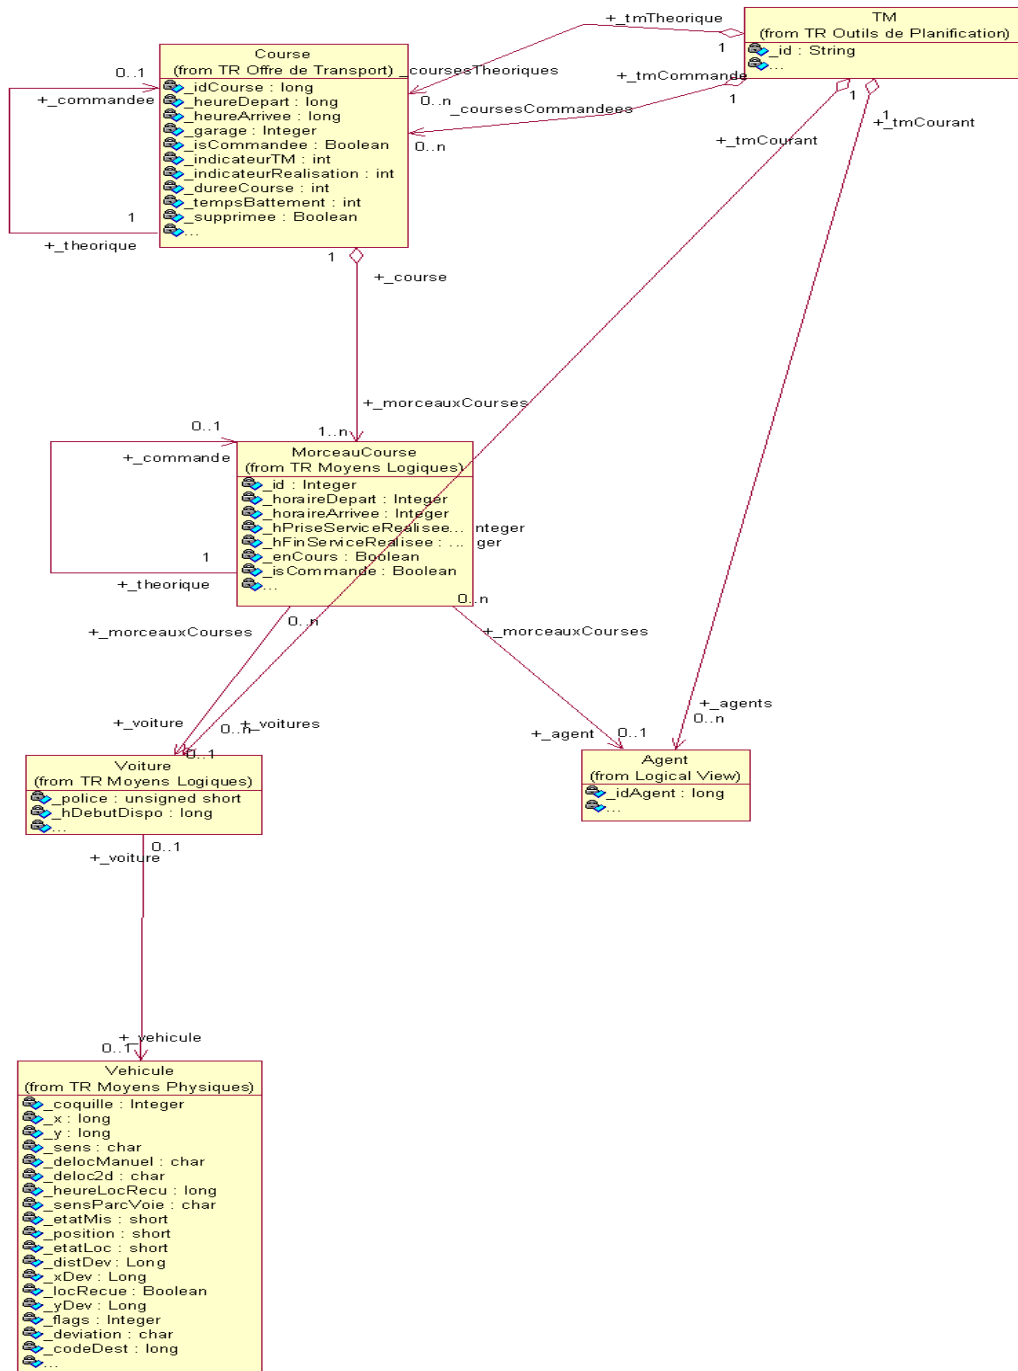 +_tmTheorique
TM
(from TR Outils de Planification)
_id : String
...
1
Course
(from TR Offre de Transport)
_coursesTheoriques
+_tmCommande
0..1
_idCourse : long
_heureDepart : long
_heureArrivee : long
_garage : Integer
_isCommandee : Boolean
_indicateurTM : int
_indicateurRealisation : int
_dureeCourse : int
_tempsBattement : int
_supprimee : Boolean
...
+_commandee
0..n
_coursesCommandees
1
1
1
0..n
+_tmCourant
+_tmCourant
1
+_theorique
1
+_course
+_morceauxCourses
0..1
1..n
+_commande
MorceauCourse
(from TR Moyens Logiques)
_id : Integer
_horaireDepart : Integer
_horaireArrivee : Integer
_hPriseServiceRealisee... nteger
_hFinServiceRealisee : ... ger
_enCours : Boolean
_isCommande : Boolean
...
1
+_theorique
0..n
0..n
+_morceauxCourses
+_morceauxCourses
+_agents
0..n
+_voiture
0..n
+_voitures
+_agent
0..1
0..1
Voiture
(from TR Moyens Logiques)
_police : unsigned short
_hDebutDispo : long
...
Agent
(from Logical View)
_idAgent : long
...
0..1
+_voiture
+_vehicule
0..1
Vehicule
(from TR Moyens Physiques)
_coquille : Integer
_x : long
_y : long
_sens : char
_delocManuel : char
_deloc2d : char
_heureLocRecu : long
_sensParcVoie : char
_etatMis : short
_position : short
_etatLoc : short
_distDev : Long
_xDev : Long
_locRecue : Boolean
_yDev : Long
_flags : Integer
_deviation : char
_codeDest : long
...